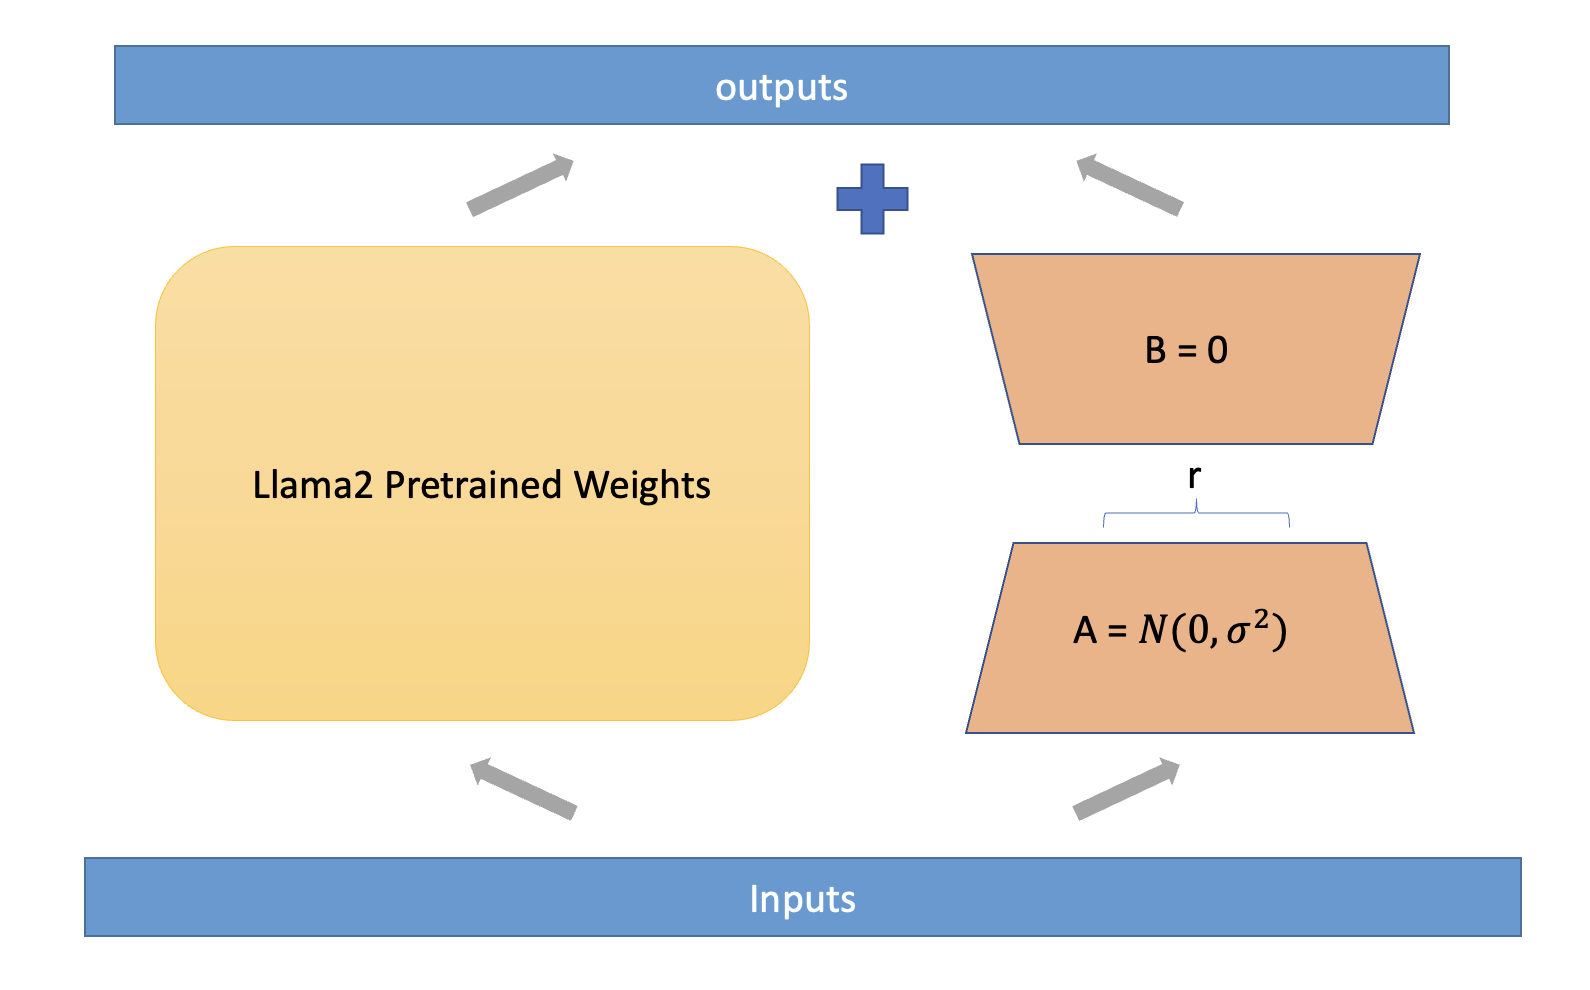 outputs
B = 0
Llama2 Pretrained Weights
r
A = N(0, σ²)
Inputs